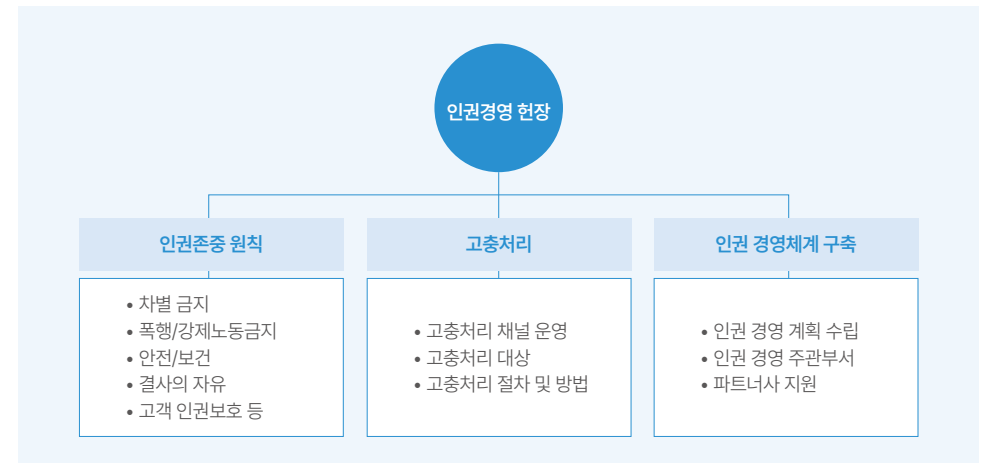 인권경영 헌장
인권존중 원칙
• 차별 금지
• 폭행/강제노동금지
• 안전/보건
• 결사의 자유
• 고객 인권보호 등
고충처리
• 고충처리 채널 운영
• 고충처리 대상
• 고충처리 절차 및 방법
인권 경영체계 구축
• 인권 경영 계획 수립
• 인권 경영 주관부서
• 파트너사 지원